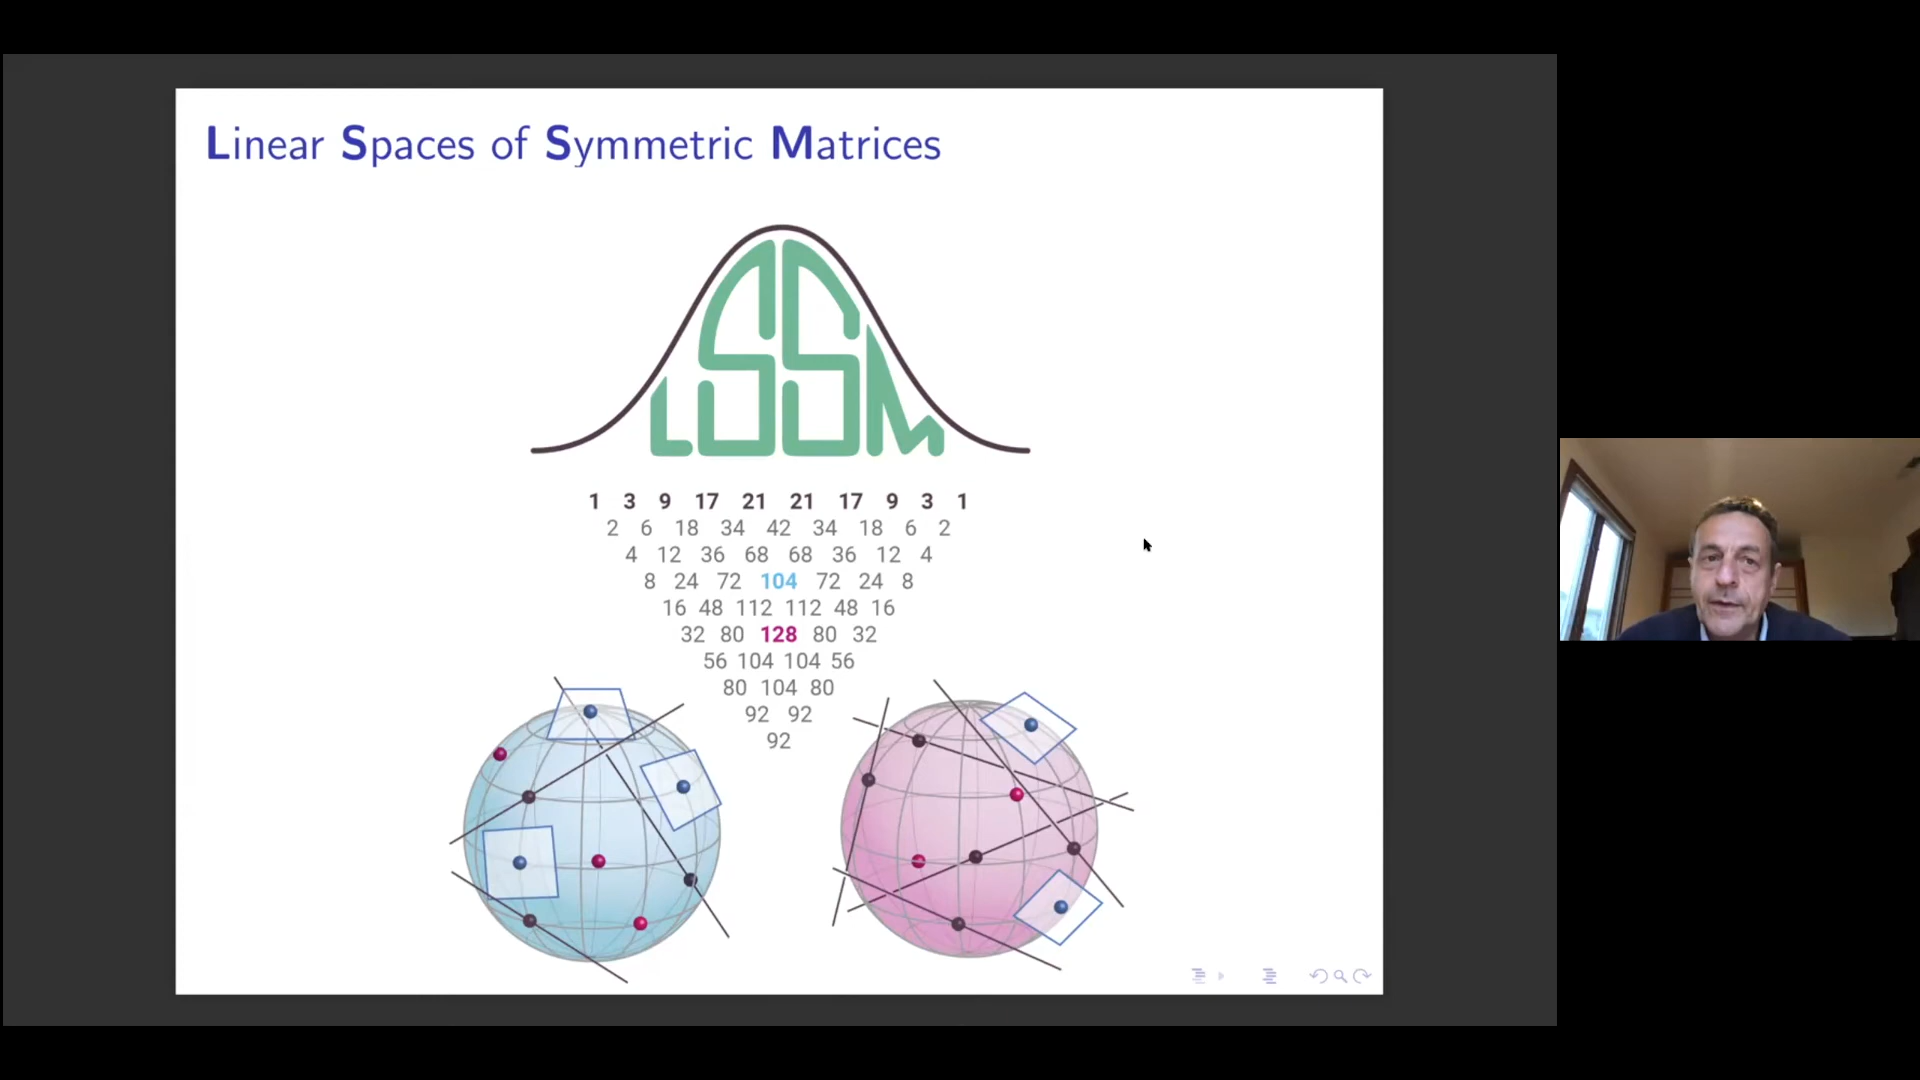 Linear Spaces of Symmetric Matrices
LSSM
1 3 9 17 21 21 17 9 3 1
2 6 18 34 42 34 18 6 2
4 12 36 68 68 36 12 4
8 24 72 104 72 24 8
16 48 112 112 48 16
32 80 128 80 32
56 104 104 56
80 104 80
92 92
92